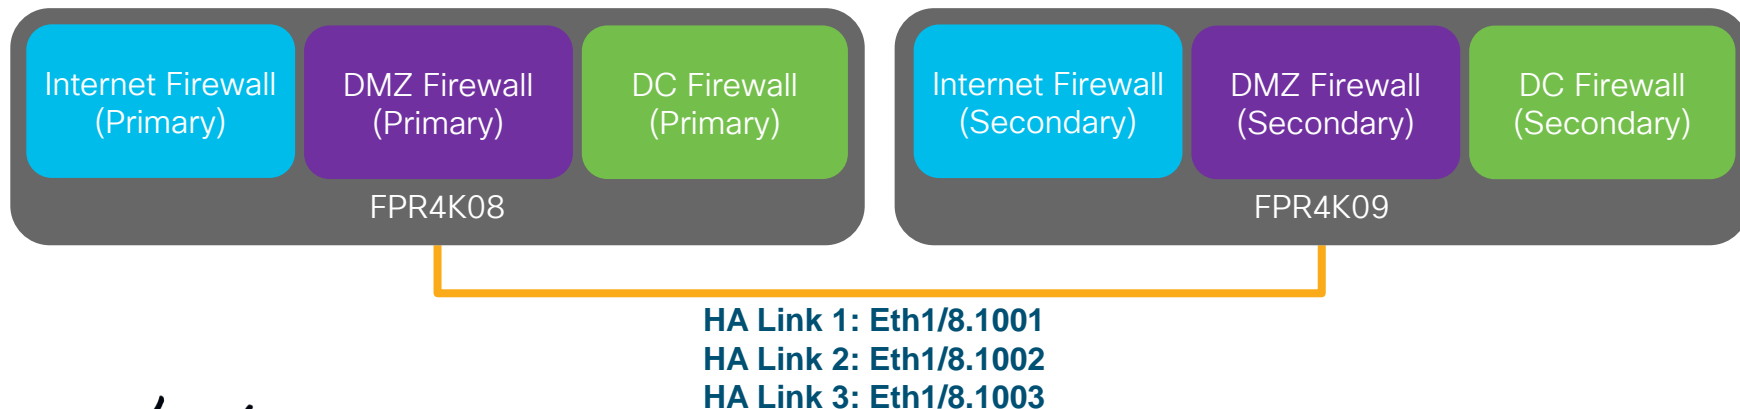 Internet Firewall
(Primary)
DMZ Firewall
(Primary)
DC Firewall
(Primary)
FPR4K08
Internet Firewall
(Secondary)
DMZ Firewall
(Secondary)
DC Firewall
(Secondary)
FPR4K09
HA Link 1: Eth1/8.1001
HA Link 2: Eth1/8.1002
HA Link 3: Eth1/8.1003